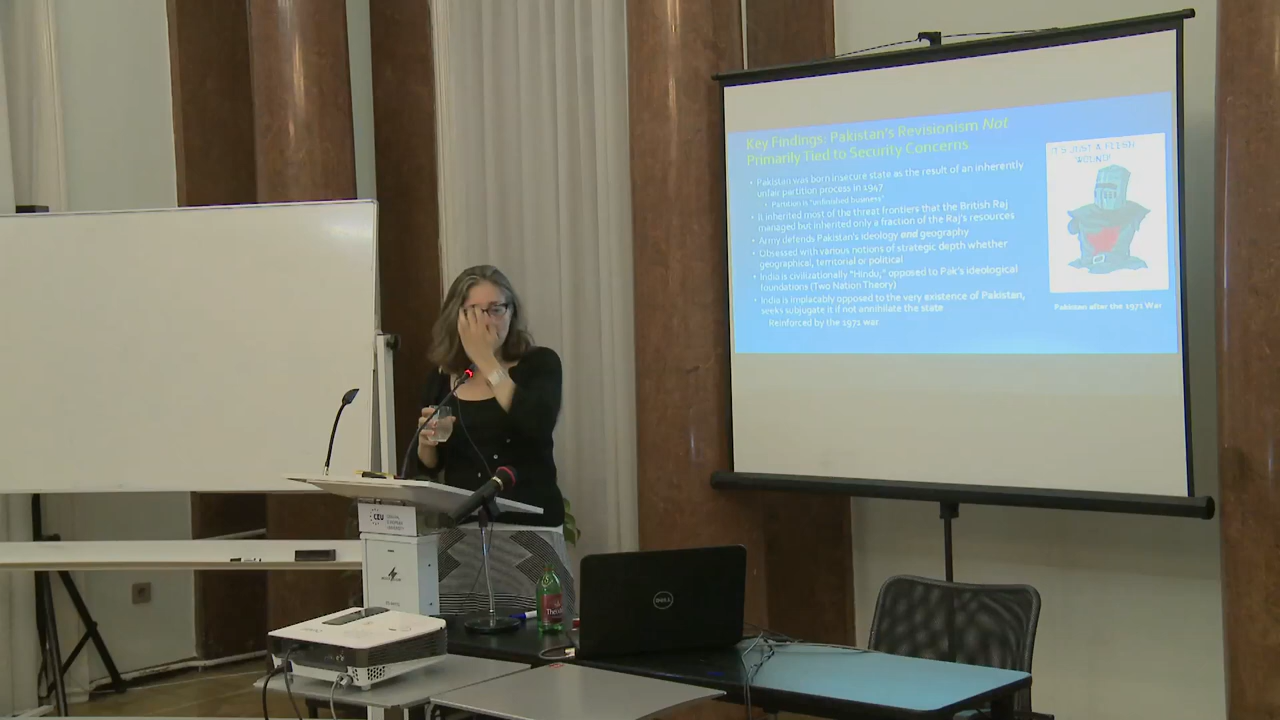 Key Findings: Pakistan's Revisionism Not
Primarily Tied to Security Concerns
• Pakistan was born insecure state as the result of an inherently
unfair partition process in 1947
• Partition is "unfinished business"
• It inherited most of the threat frontiers that the British Raj
managed but inherited only a fraction of the Raj's resources
• Army defends Pakistan's ideology and geography
• Obsessed with various notions of strategic depth whether
geographical, territorial or political
• India is civilizationally "Hindu," opposed to Pak's ideological
foundations (Two Nation Theory)
• India is implacably opposed to the very existence of Pakistan,
seeks subjugate it if not annihilate the state
Reinforced by the 1971 war
IT'S JUST A FLESH
WOUND!
Pakistan after the 1971 War
CEU
CENTRAL
EUROPEAN
UNIVERSITY
DELL